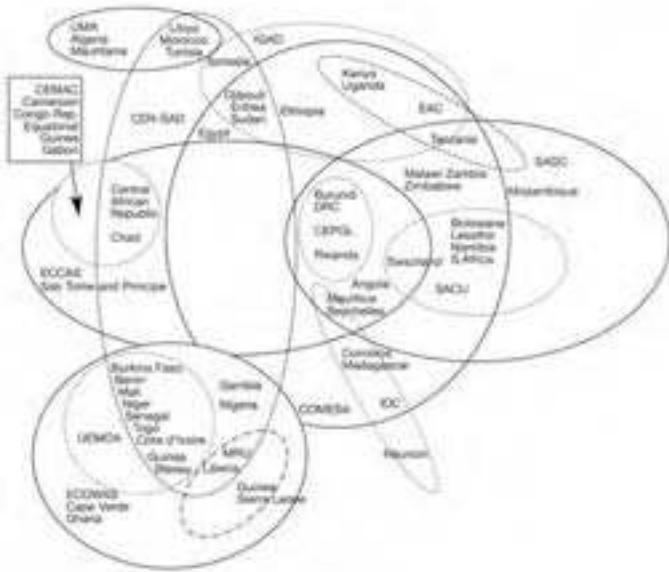 UMA
Algeria
Mauritania
Libya
Morocco
Tunisia
IGAD
Somalia
Djibouti
Eritrea
Sudan
Ethiopia
Egypt
CEN-SAD
Kenya
Uganda
EAC
Tanzania
SADC
CEMAC
Cameroon
Congo Rep.
Equatorial
Guinea
Gabon
Central
African
Republic
Chad
ECCAS
Sao Tome and Principe
Burundi
DRC
CEPGL
Rwanda
Malawi Zambia
Zimbabwe
Mozambique
Botswana
Lesotho
Namibia
S.Africa
Swaziland
SACU
Angola
Mauritius
Seychelles
Comoros
Madagascar
COMESA
IOC
Reunion
Burkina Faso
Benin
Mali
Niger
Senegal
Togo
Cote d'Ivoire
Guinea
Bissau
UEMOA
Gambia
Nigeria
MRU
Liberia
Guinea
Sierra Leone
ECOWAS
Cape Verde
Ghana